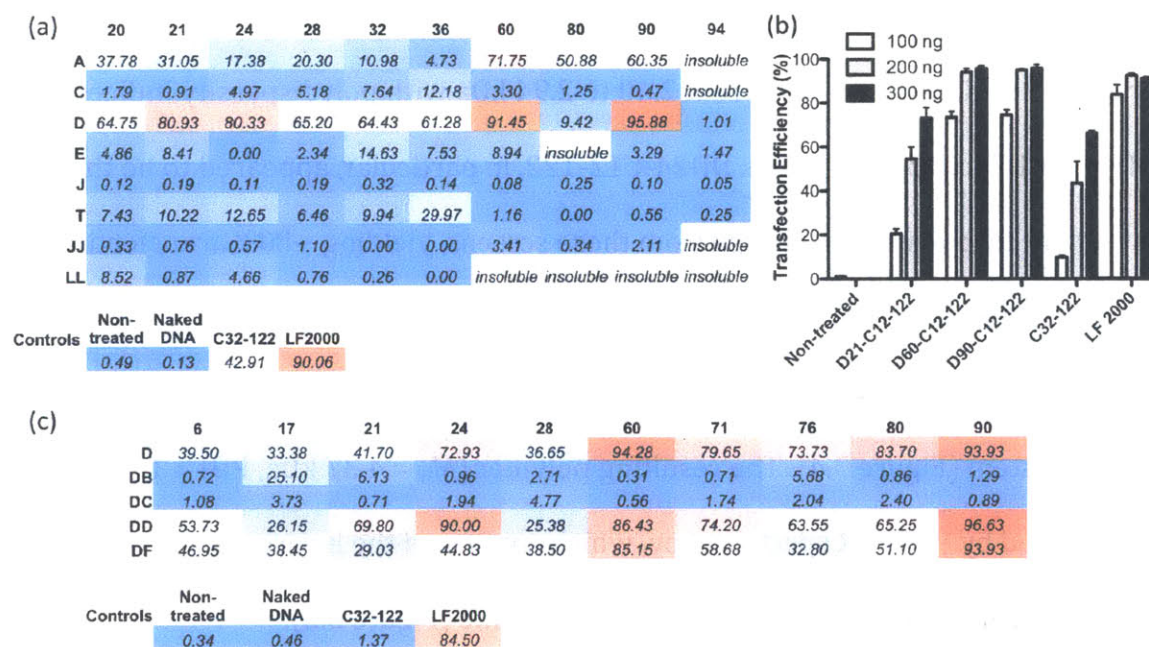 (a)
20 21 24 28 32 36 60 80 90 94
A 37.78 31.05 17.38 20.30 10.98 4.73 71.75 50.88 60.35 insoluble
C 1.79 0.91 4.97 5.18 7.64 12.18 3.30 1.25 0.47 insoluble
D 64.75 80.93 80.33 65.20 64.43 61.28 91.45 9.42 95.88 1.01
E 4.86 8.41 0.00 2.34 14.63 7.53 8.94 insoluble 3.29 1.47
J 0.12 0.19 0.11 0.19 0.32 0.14 0.08 0.25 0.10 0.05
T 7.43 10.22 12.65 6.46 9.94 29.97 1.16 0.00 0.56 0.25
JJ 0.33 0.76 0.57 1.10 0.00 0.00 3.41 0.34 2.11 insoluble
LL 8.52 0.87 4.66 0.76 0.26 0.00 insoluble insoluble insoluble insoluble
Non- Naked
Controls treated DNA C32-122 LF2000
0.49 0.13 42.91 90.06
(b)
100 ng
200 ng
300 ng
Transfection Efficiency (%)
100
80
60
40
20
0
Non-treated
D21-C12-122
D60-C12-122
D90-C12-122
C32-122
LF 2000
(c)
6 17 21 24 28 60 71 76 80 90
D 39.50 33.38 41.70 72.93 36.65 94.28 79.65 73.73 83.70 93.93
DB 0.72 25.10 6.13 0.96 2.71 0.31 0.71 5.68 0.86 1.29
DC 1.08 3.73 0.71 1.94 4.77 0.56 1.74 2.04 2.40 0.89
DD 53.73 26.15 69.80 90.00 25.38 86.43 74.20 63.55 65.25 96.63
DF 46.95 38.45 29.03 44.83 38.50 85.15 58.68 32.80 51.10 93.93
Non- Naked
Controls treated DNA C32-122 LF2000
0.34 0.46 1.37 84.50